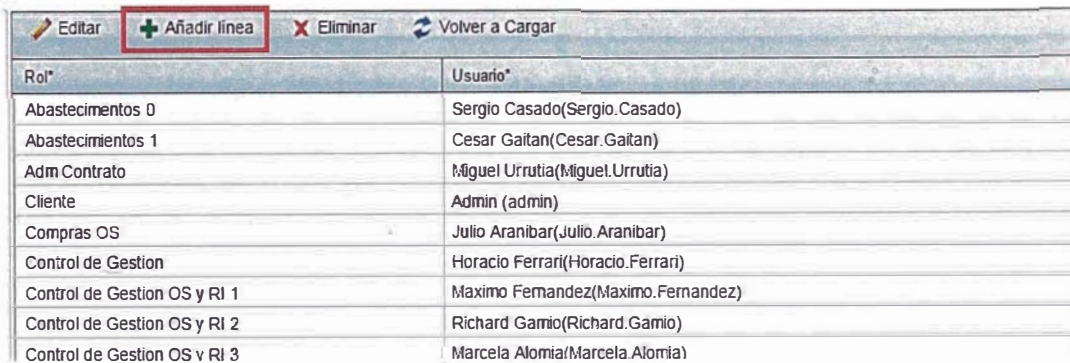 Editar Añadir línea Eliminar Volver a Cargar
Rol* Usuario*
Abastecimentos 0 Sergio Casado(Sergio.Casado)
Abastecimientos 1 Cesar Gaitan(Cesar.Gaitan)
Adm Contrato Miguel Urrutia(Miguel.Urrutia)
Cliente Admin (admin)
Compras OS Julio Aranibar(Julio.Aranibar)
Control de Gestion Horacio Ferrari(Horacio.Ferrari)
Control de Gestion OS y RI 1 Maximo Fernandez(Maximo.Fernandez)
Control de Gestion OS y RI 2 Richard Gamio(Richard.Gamio)
Control de Gestion OS y RI 3 Marcela Alomia(Marcela.Alomia)